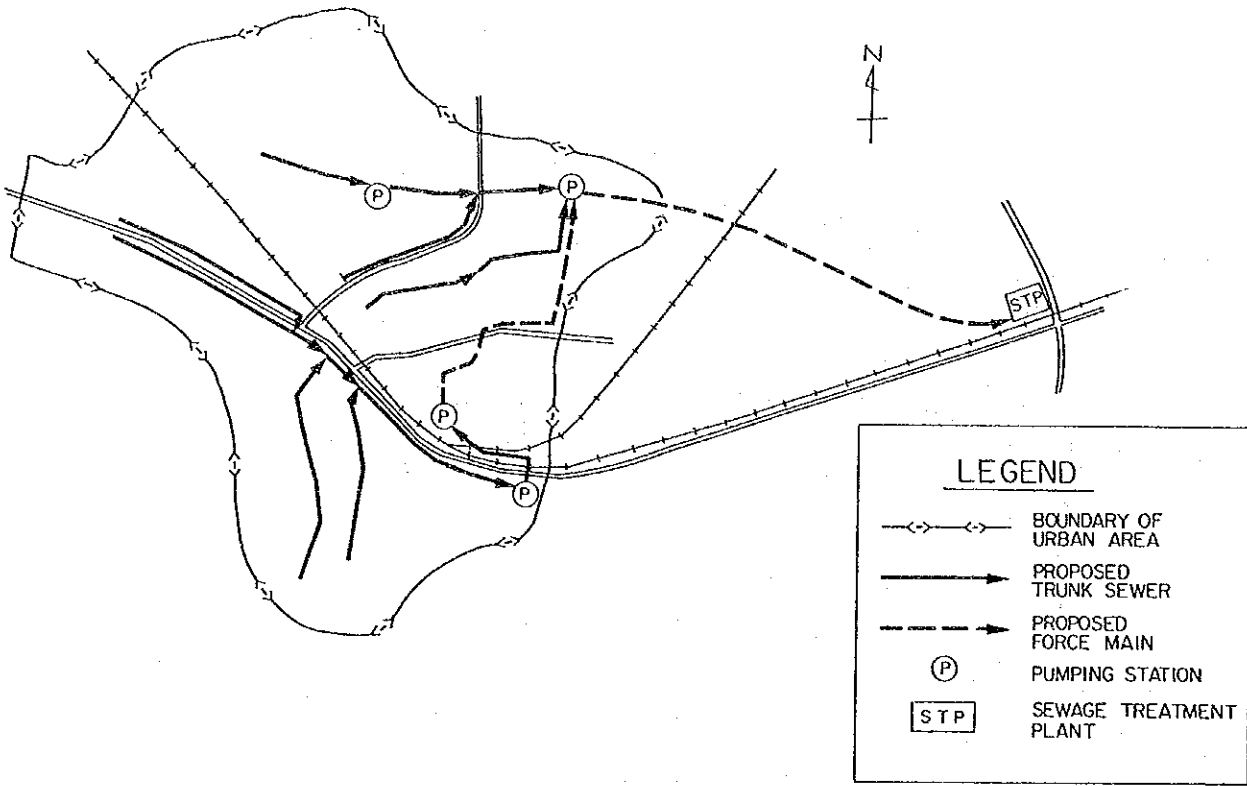 N
P
P
STP
P
P
LEGEND
BOUNDARY OF
URBAN AREA
PROPOSED
TRUNK SEWER
PROPOSED
FORCE MAIN
P
PUMPING STATION
STP
SEWAGE TREATMENT
PLANT